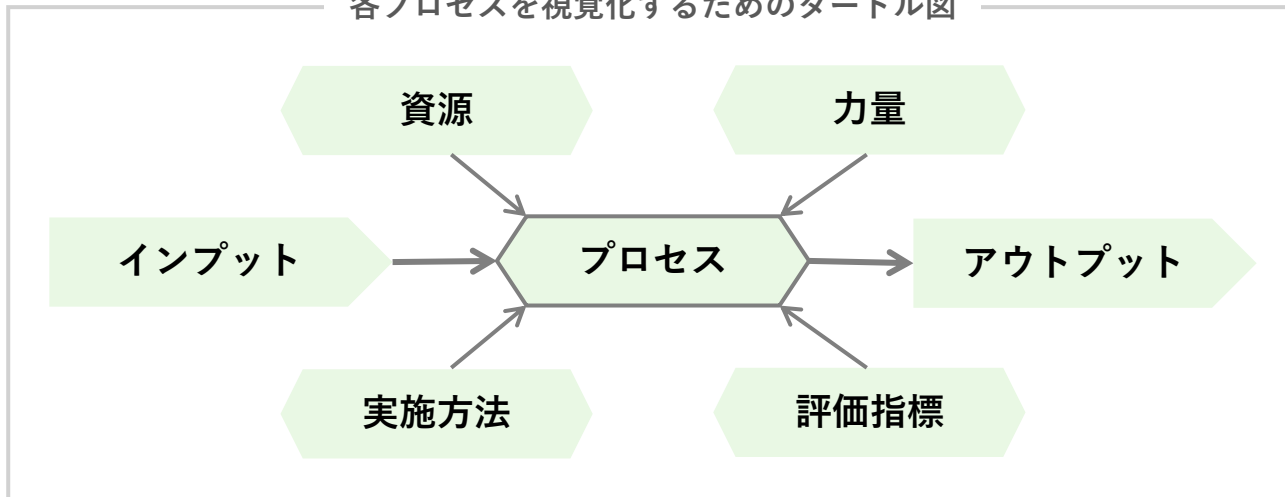 各プロセスを視覚化するためのタートル図
資源
力量
インプット
プロセス
アウトプット
実施方法
評価指標